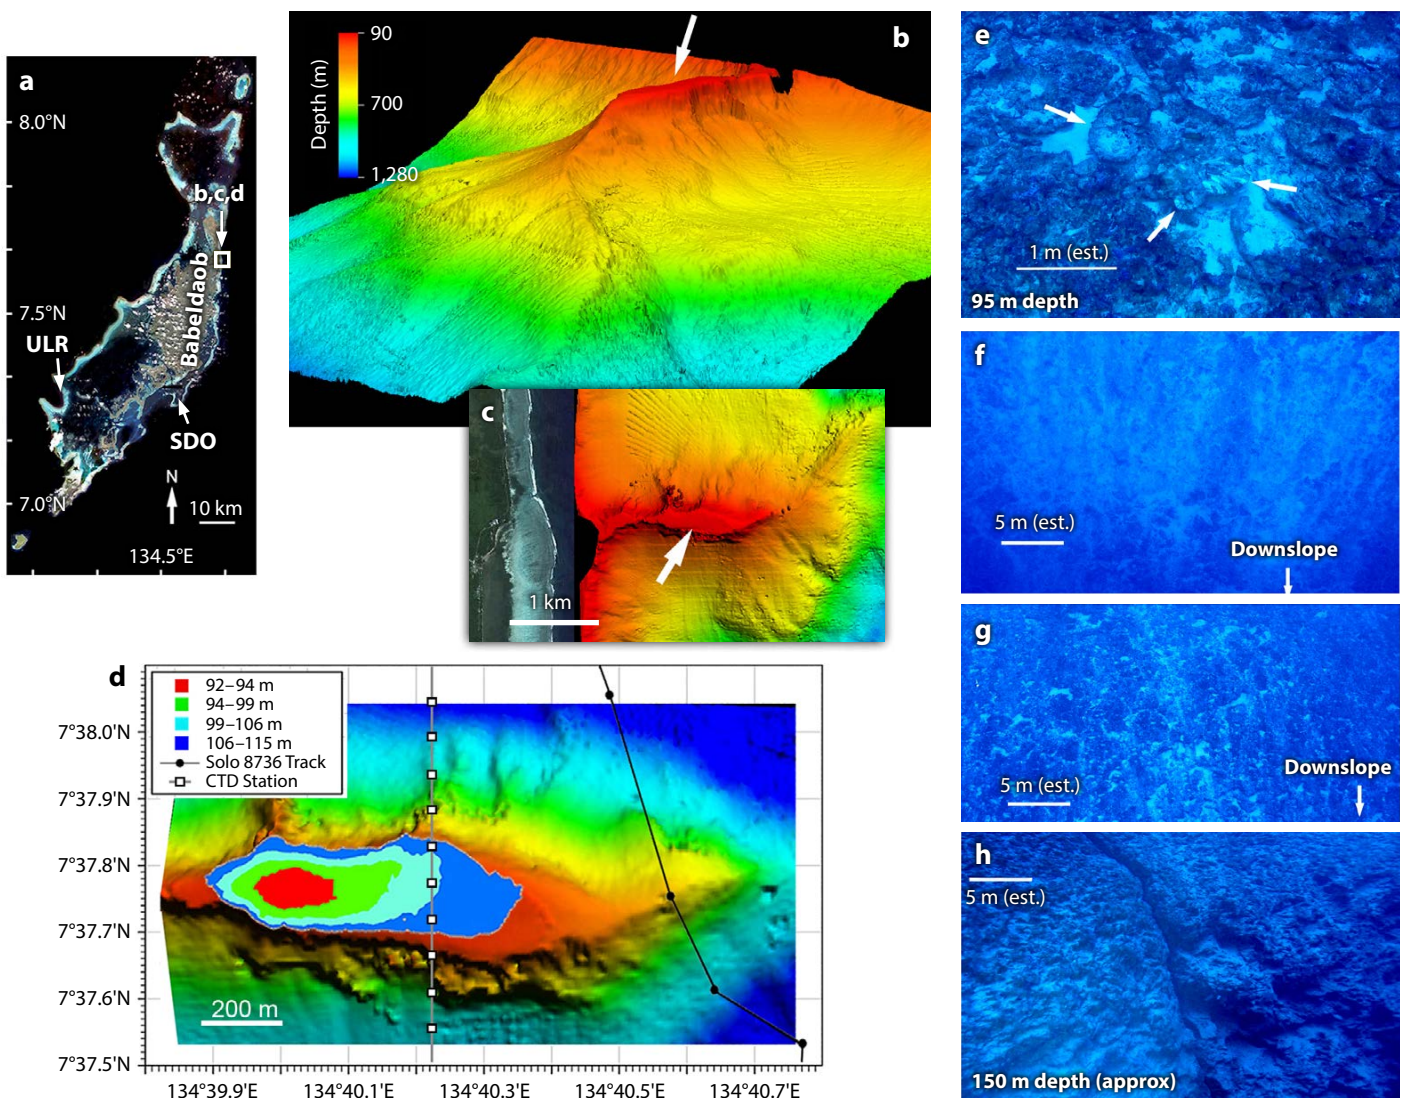 a
8.0°N
b,c,d
Babeldaob
7.5°N
ULR
SDO
N
10 km
7.0°N
134.5°E
b
Depth (m)
90
700
1,280
c
1 km
d
92–94 m
94–99 m
99–106 m
106–115 m
Solo 8736 Track
CTD Station
7°38.0'N
7°37.9'N
7°37.8'N
7°37.7'N
7°37.6'N
7°37.5'N
200 m
134°39.9'E
134°40.1'E
134°40.3'E
134°40.5'E
134°40.7'E
e
1 m (est.)
95 m depth
f
5 m (est.)
Downslope
g
5 m (est.)
Downslope
h
5 m (est.)
150 m depth (approx)